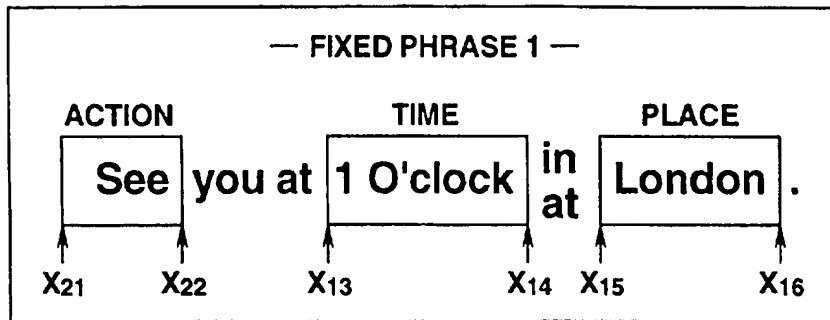 — FIXED PHRASE 1 —
ACTION TIME PLACE
See you at 1 O'clock in at London .
X21 X22 X13 X14 X15 X16